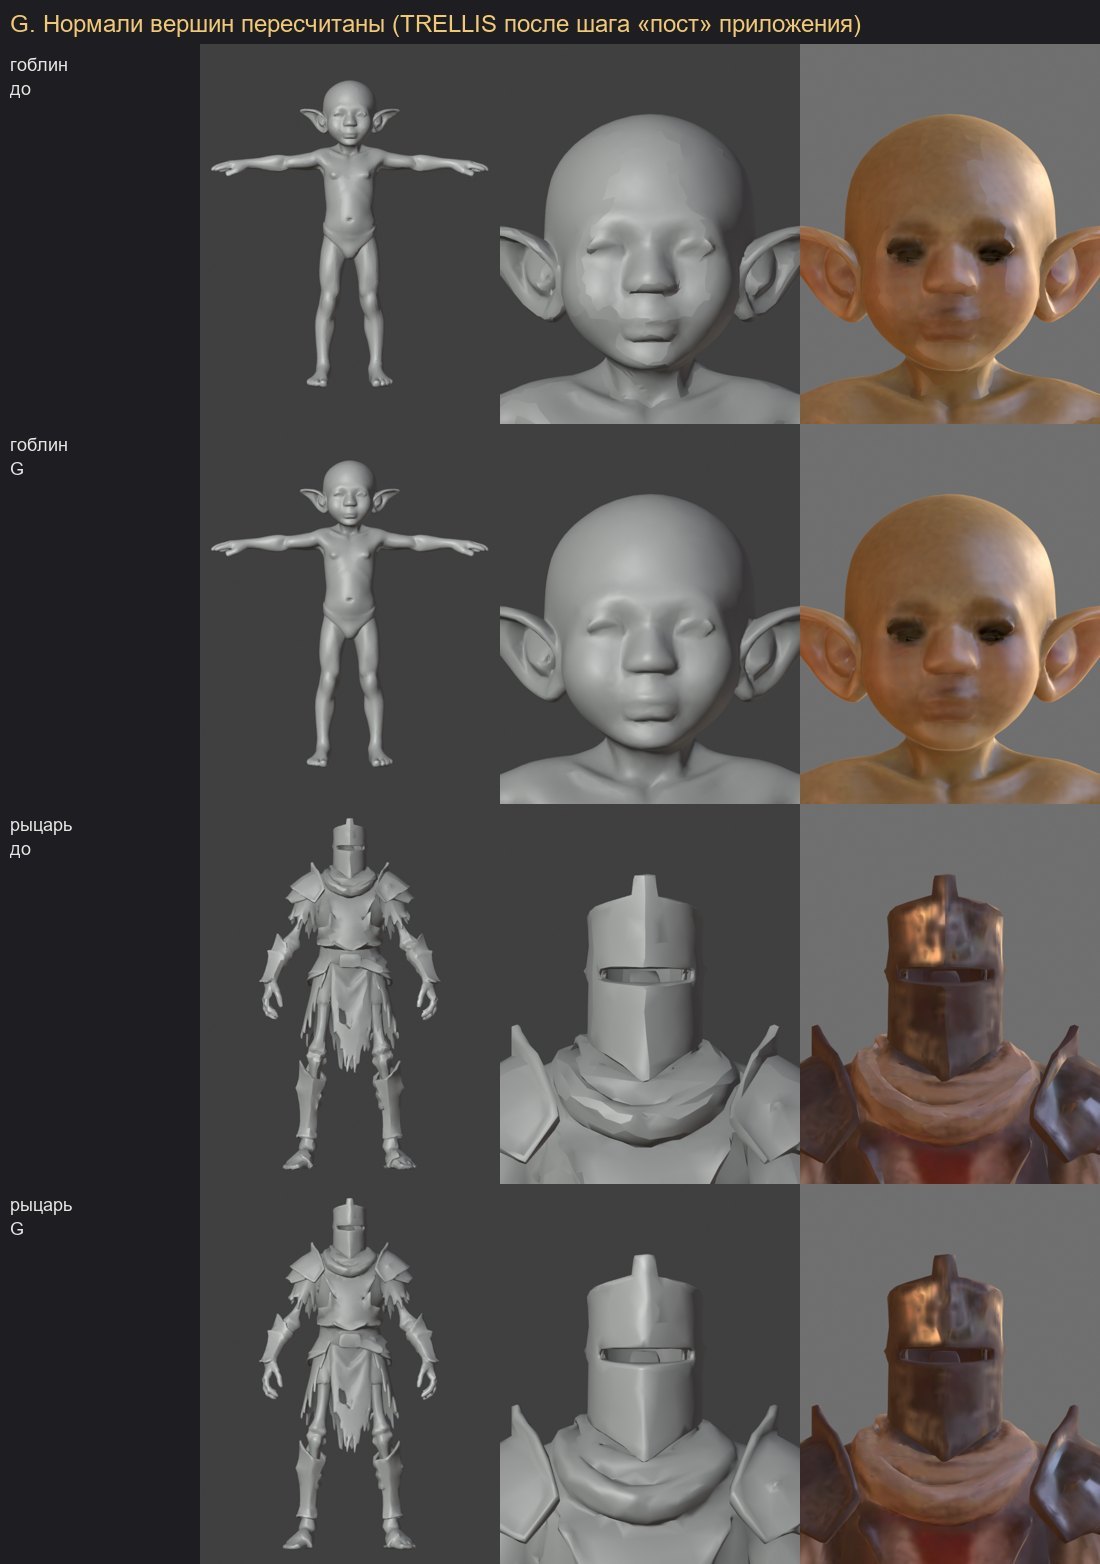 G. Нормали вершин пересчитаны (TRELLIS после шага «пост» приложения)
гоблин
до
гоблин
G
рыцарь
до
рыцарь
G